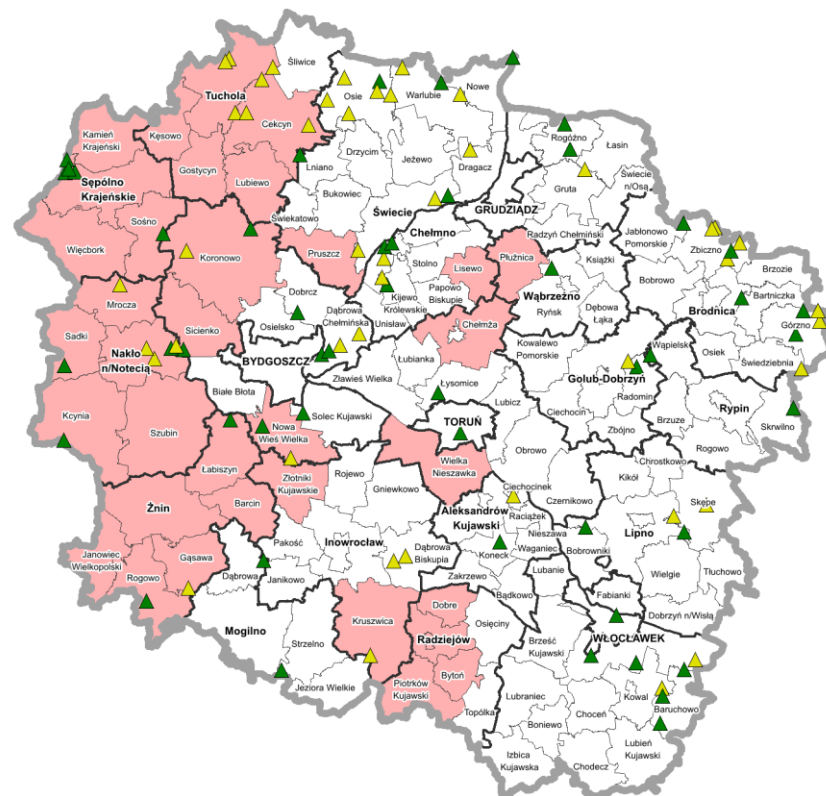 Śliwice
Tuchola
Osie
Warlubie
Nowe
Cekcyn
Kamień
Krajeński
Kęsowo
Rogóźno
Łasin
Drzycim
Jeżewo
Dragacz
Gostycyn
Lubiewo
Lniano
Gruta
Świecie
n/Osą
Sępólno
Krajeńskie
Bukowiec
Świekatowo
Świecie
GRUDZIĄDZ
Sośno
Chełmno
Radzyń Chełmiński
Jabłonowo
Pomorskie
Zbiczno
Więcbork
Koronowo
Pruszcz
Stolno
Płużnica
Książki
Lisewo
Bobrowo
Brzozie
Mrocza
Dobrcz
Kijewo
Królewskie
Papowo
Biskupie
Wąbrzeźno
Bartniczka
Dąbrowa
Chełmińska
Unisław
Ryńsk
Dębowa
Łąka
Brodnica
Górzno
Sadki
Sicienko
Osielsko
Chełmża
Nakło
n/Notecią
BYDGOSZCZ
Łubianka
Kowalewo
Pomorskie
Wąpielsk
Osiek
Świedziebnia
Zławieś Wielka
Golub-Dobrzyń
Białe Błota
Łysomice
Radomin
Rypin
Kcynia
Szubin
Solec Kujawski
Lubicz
Ciechocin
Brzuze
Skrwilno
Nowa
Wieś Wielka
TORUŃ
Zbójno
Rogowo
Łabiszyn
Wielka
Nieszawka
Obrowo
Chrostkowo
Rojewo
Kikół
Złotniki
Kujawskie
Ciechocinek
Żnin
Barcin
Gniewkowo
Czernikowo
Skępe
Aleksandrów
Kujawski
Raciążek
Lipno
Nieszawa
Pakość
Inowrocław
Waganiec
Janowiec
Wielkopolski
Gąsawa
Dąbrowa
Biskupia
Koneck
Bobrowniki
Rogowo
Dąbrowa
Janikowo
Lubanie
Wielgie
Tłuchowo
Zakrzewo
Bądkowo
Fabianki
Dobre
Dobrzyń n/Wisłą
Kruszwica
Osięciny
Mogilno
Radziejów
WŁOCŁAWEK
Strzelno
Brześć
Kujawski
Bytoń
Jeziora Wielkie
Piotrków
Kujawski
Lubraniec
Kowal
Choceń
Baruchowo
Topólka
Boniewo
Izbica
Kujawska
Chodecz
Lubień
Kujawski